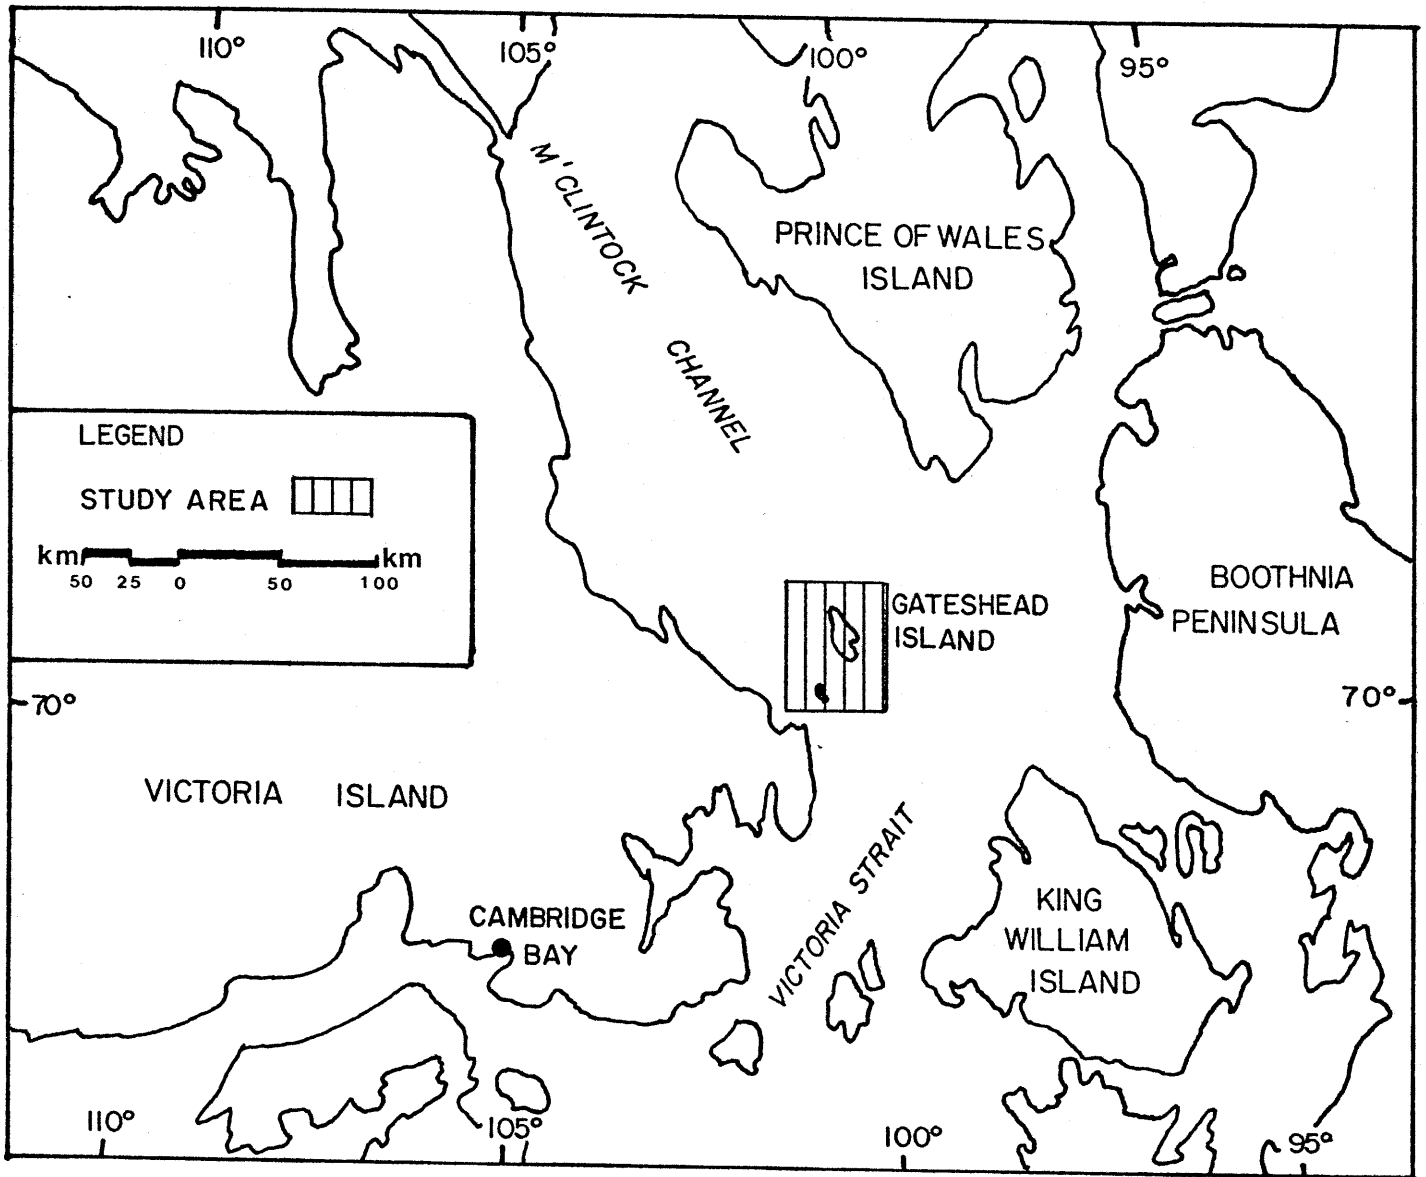 110°
105°
100°
95°
M'CLINTOCK
CHANNEL
PRINCE OF WALES
ISLAND
LEGEND
STUDY AREA
km km
50 25 0 50 100
GATESHEAD
ISLAND
BOOTHNIA
PENINSULA
70°
70°
VICTORIA ISLAND
VICTORIA STRAIT
CAMBRIDGE
BAY
KING
WILLIAM
ISLAND
110°
105°
100°
95°